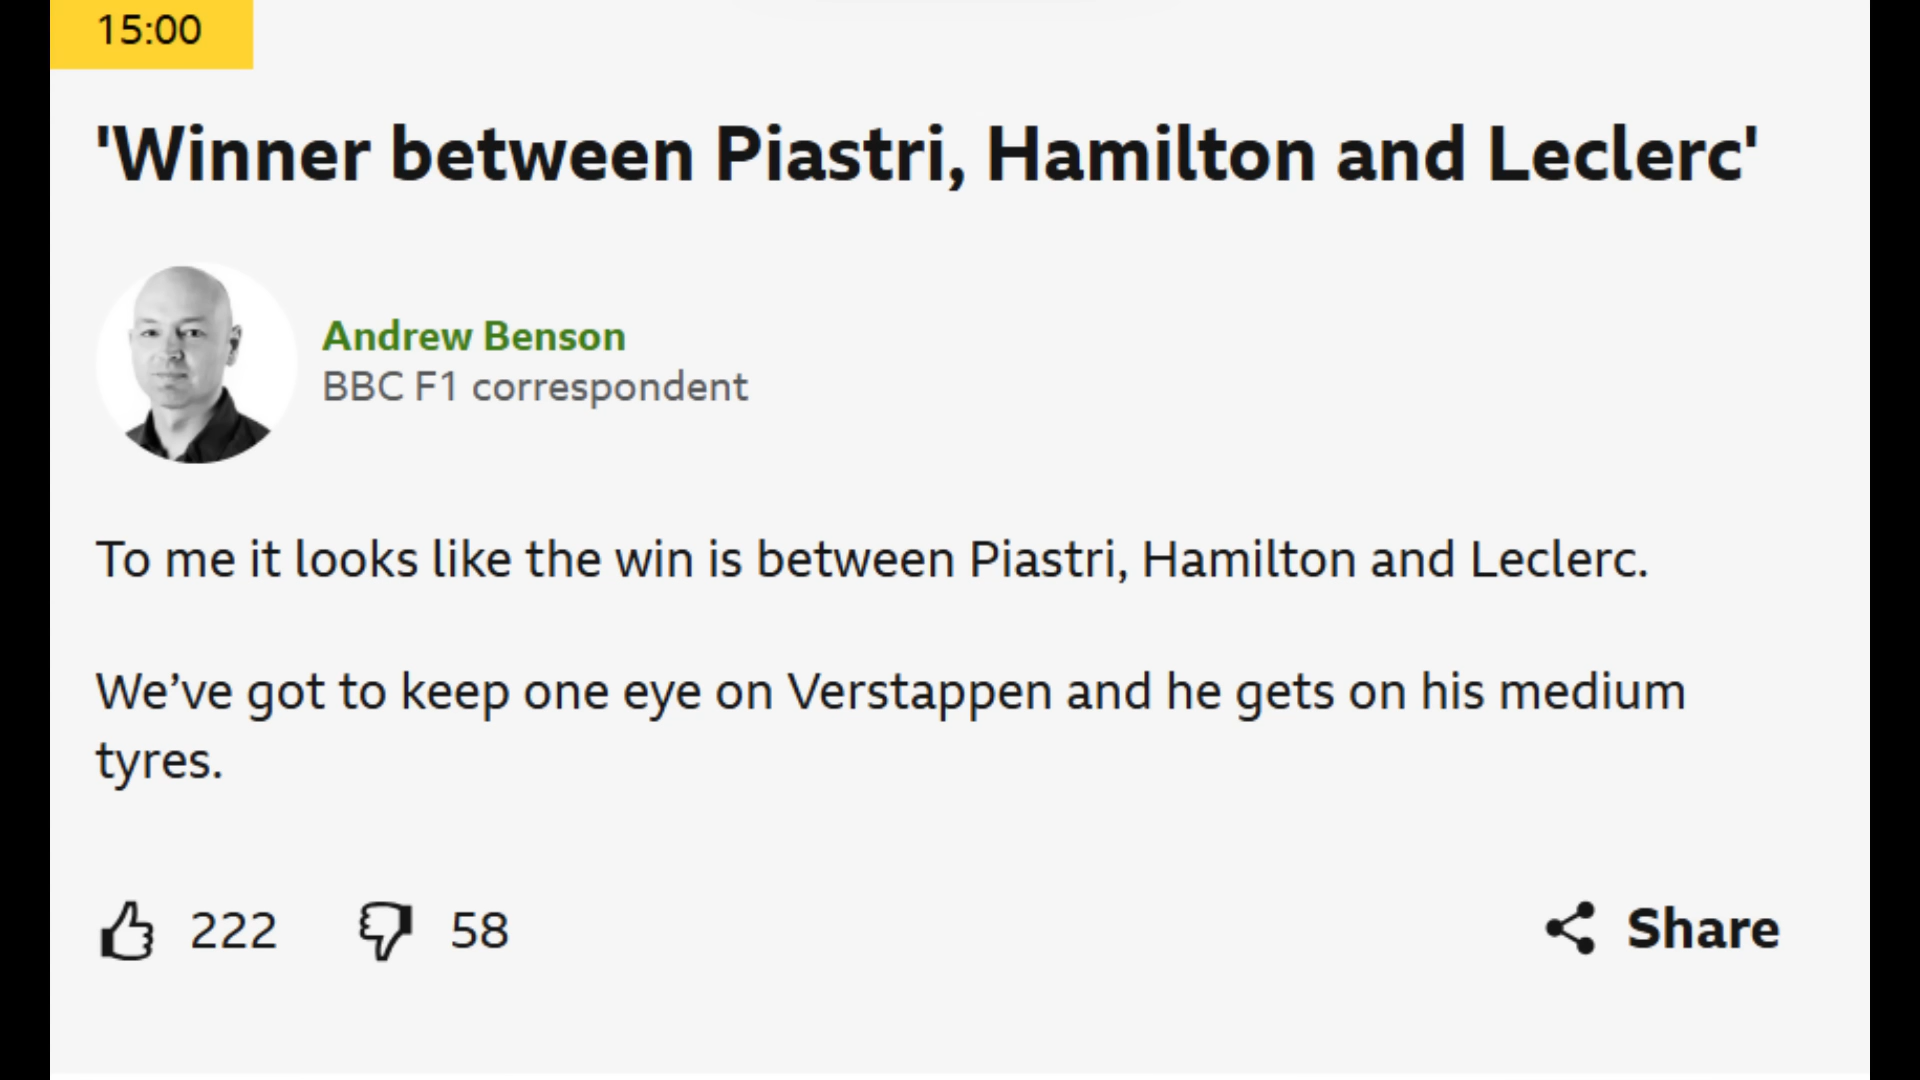 15:00
'Winner between Piastri, Hamilton and Leclerc'
Andrew Benson
BBC F1 correspondent
To me it looks like the win is between Piastri, Hamilton and Leclerc.
We’ve got to keep one eye on Verstappen and he gets on his medium
tyres.
222 58 Share